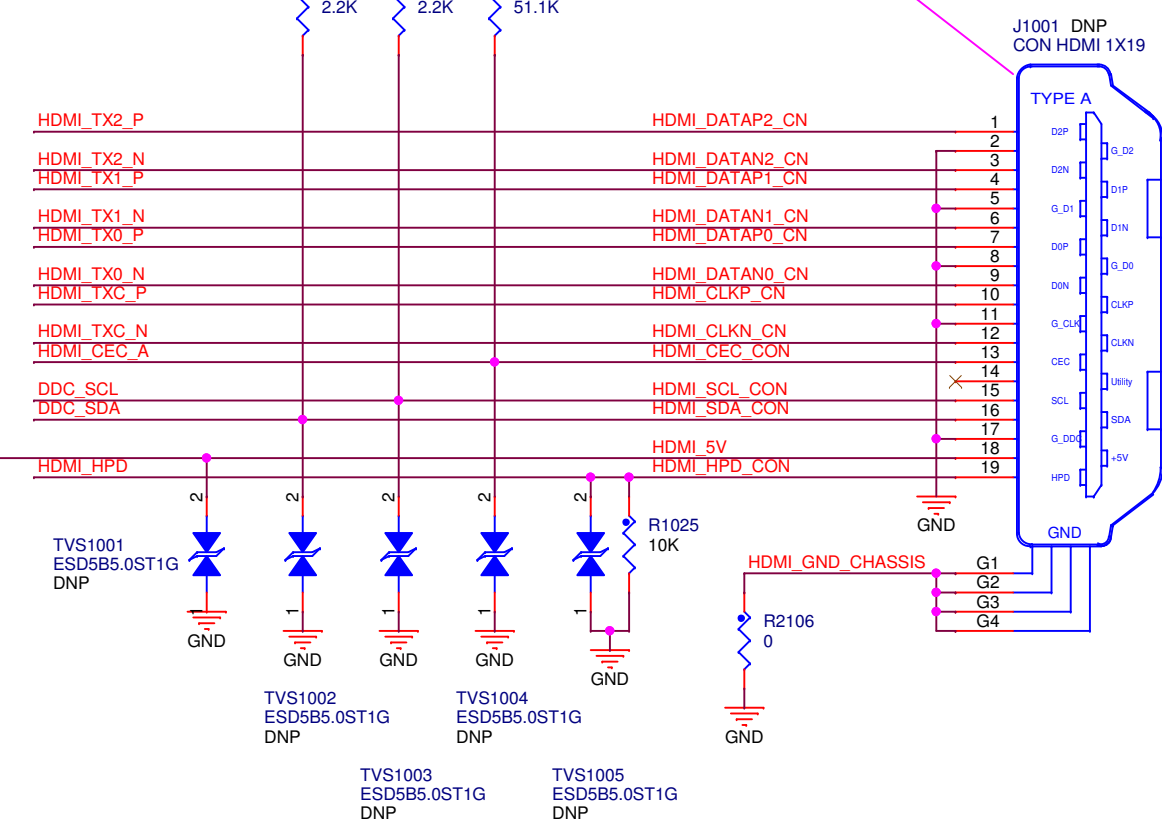 2.2K 2.2K 51.1K
J1001 DNP
CON HDMI 1X19
TYPE A
HDMI_TX2_P HDMI_DATAP2_CN 1 D2P
2 G_D2
HDMI_TX2_N HDMI_DATAN2_CN 3 D2N
HDMI_TX1_P HDMI_DATAP1_CN 4 D1P
5 G_D1
HDMI_TX1_N HDMI_DATAN1_CN 6 D1N
HDMI_TX0_P HDMI_DATAP0_CN 7 D0P
8 G_D0
HDMI_TX0_N HDMI_DATAN0_CN 9 D0N
HDMI_TXC_P HDMI_CLKP_CN 10 CLKP
11 G_CLK
HDMI_TXC_N HDMI_CLKN_CN 12 CLKN
HDMI_CEC_A HDMI_CEC_CON 13 CEC
14 Utility
DDC_SCL HDMI_SCL_CON 15 SCL
DDC_SDA HDMI_SDA_CON 16 SDA
17 G_DDC
HDMI_5V 18 +5V
HDMI_HPD HDMI_HPD_CON 19 HPD
2 2 2 2 2
GND
GND
R1025
10K
TVS1001
ESD5B5.0ST1G
DNP
HDMI_GND_CHASSIS G1
G2
G3
G4
1 1 1 1 1
R2106
0
GND
GND GND GND
GND
TVS1002 TVS1004
ESD5B5.0ST1G ESD5B5.0ST1G
DNP DNP
GND
TVS1003 TVS1005
ESD5B5.0ST1G ESD5B5.0ST1G
DNP DNP